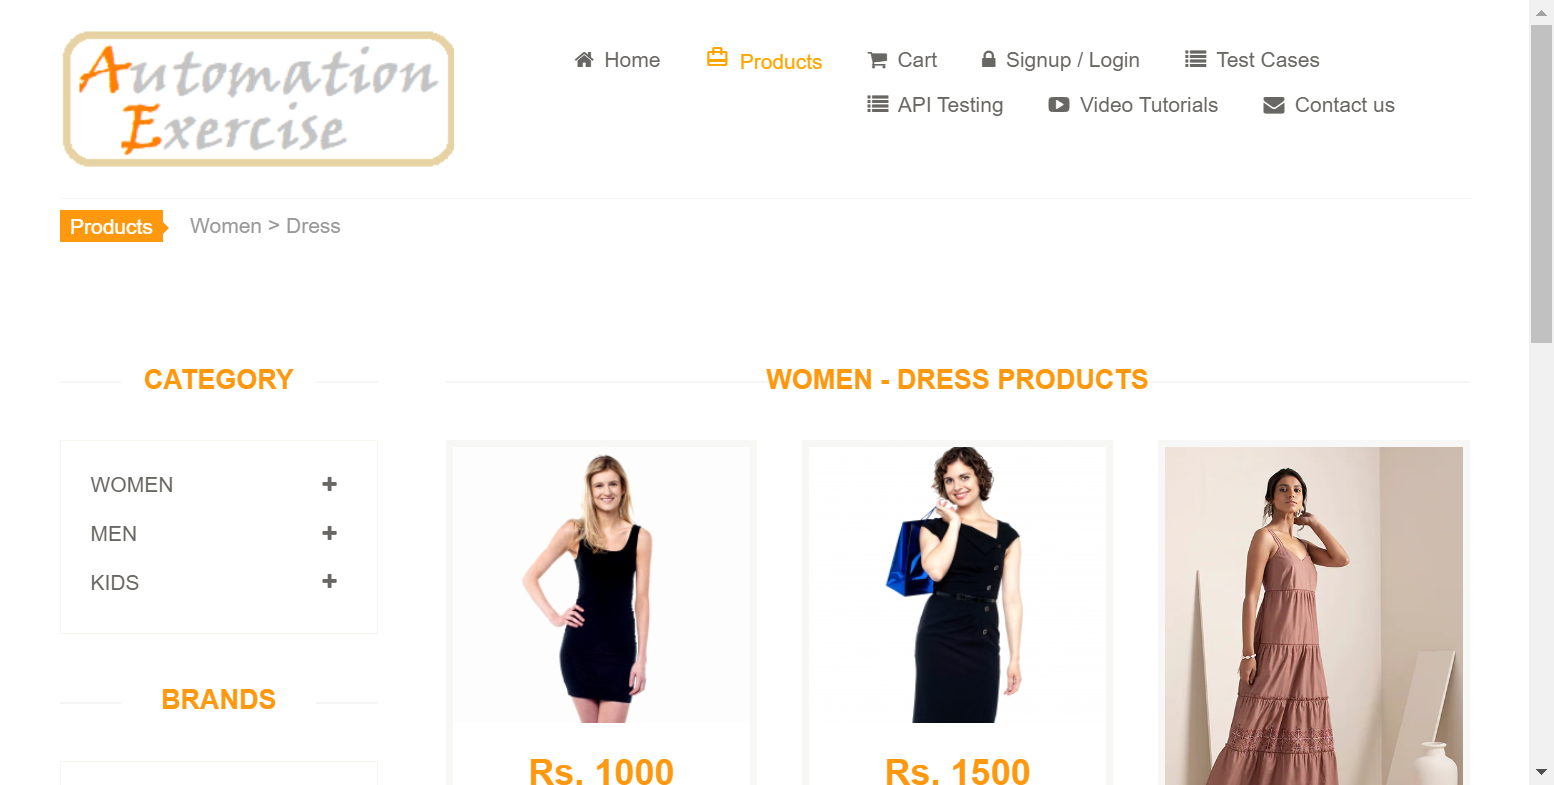 Automation
Exercise
Home
Products
Cart
Signup / Login
Test Cases
API Testing
Video Tutorials
Contact us
Products
Women > Dress
CATEGORY
WOMEN
MEN
KIDS
BRANDS
WOMEN - DRESS PRODUCTS
Rs. 1000
Rs. 1500